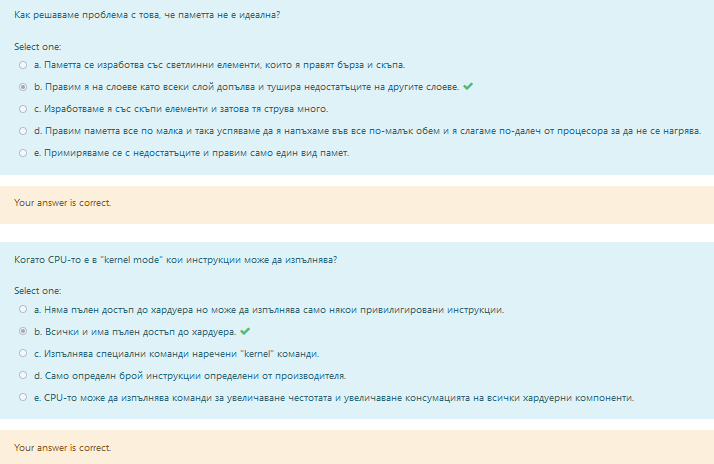 Как решаваме проблема с това, че паметта не е идеална?
Select one:
a. Паметта се изработва със светлинни елементи, които я правят бърза и скъпа.
b. Правим я на слоеве като всеки слой допълва и тушира недостатъците на другите слоеве.
c. Изработваме я със скъпи елементи и затова тя струва много.
d. Правим паметта все по малка и така успяваме да я напъхаме във все по-малък обем и я слагаме по-далеч от процесора за да не се нагрява.
e. Примиряваме се с недостатъците и правим само един вид памет.
Your answer is correct.
Когато CPU-то е в "kernel mode" кои инструкции може да изпълнява?
Select one:
a. Няма пълен достъп до хардуера но може да изпълнява само някои привилигировани инструкции.
b. Всички и има пълен достъп до хардуера.
c. Изпълнява специални команди наречени "kernel" команди.
d. Само определн брой инструкции определени от производителя.
e. CPU-то може да изпълнява команди за увеличаване честотата и увеличаване консумацията на всички хардуерни компоненти.
Your answer is correct.